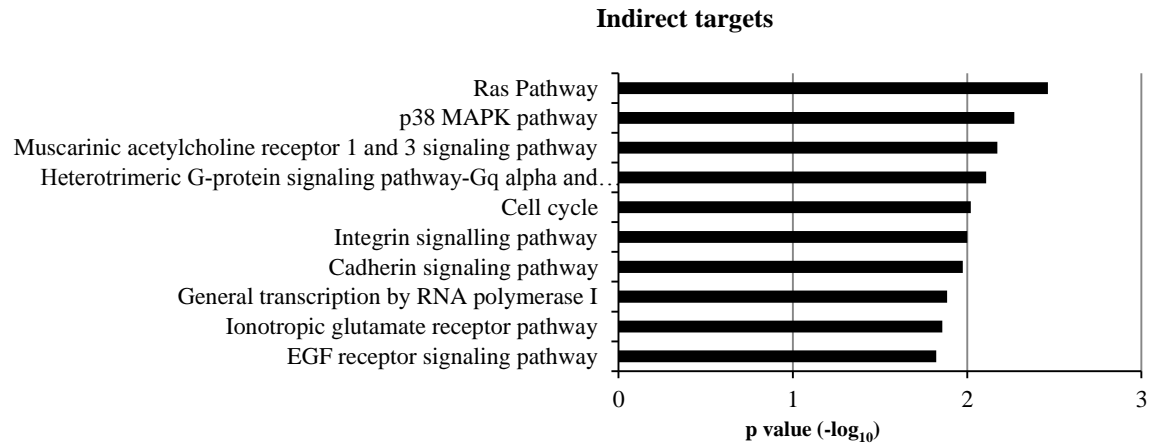 Indirect targets
Ras Pathway
p38 MAPK pathway
Muscarinic acetylcholine receptor 1 and 3 signaling pathway
Heterotrimeric G-protein signaling pathway-Gq alpha and…
Cell cycle
Integrin signalling pathway
Cadherin signaling pathway
General transcription by RNA polymerase I
Ionotropic glutamate receptor pathway
EGF receptor signaling pathway
0 1 2 3
p value (-log₁₀)